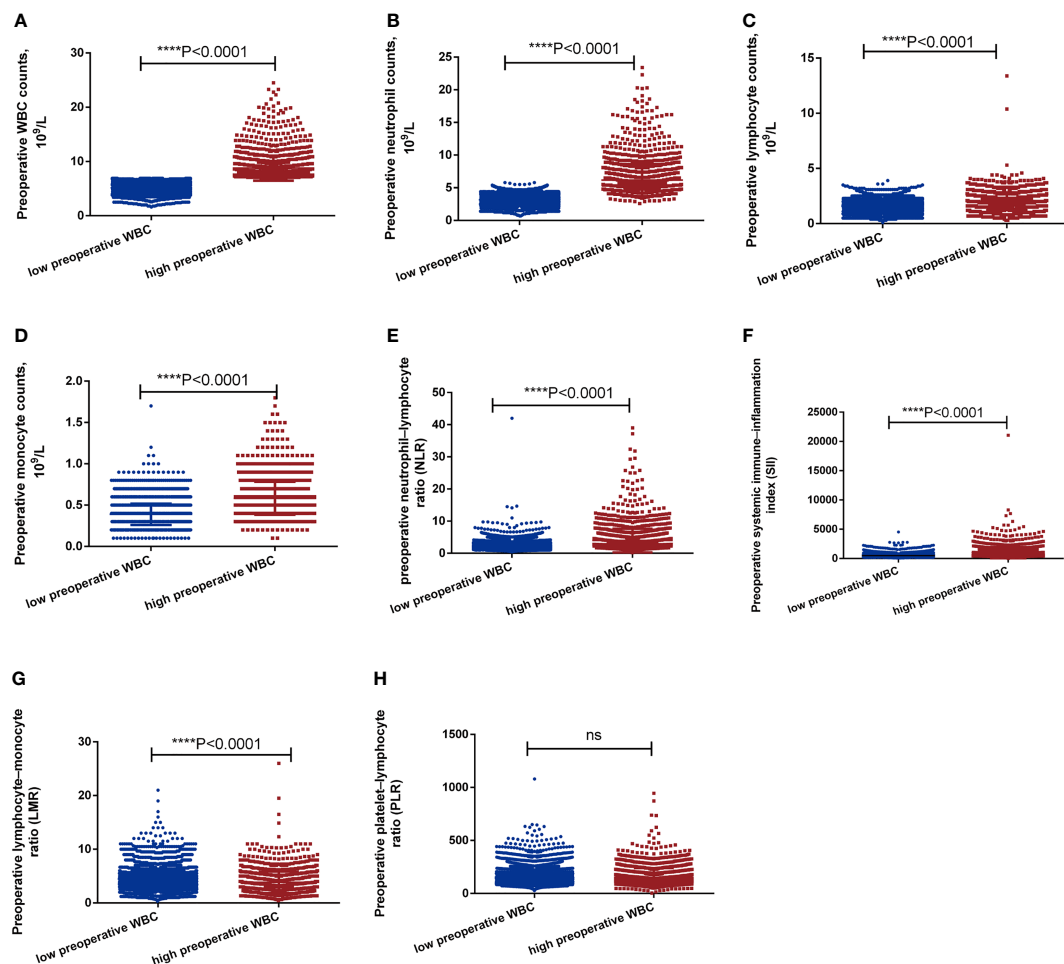 A
Preoperative WBC counts,
10⁹/L
****P<0.0001
30
20
10
0
low preoperative WBC
high preoperative WBC
B
Preoperative neutrophil counts,
10⁹/L
****P<0.0001
25
20
15
10
5
0
low preoperative WBC
high preoperative WBC
C
Preoperative lymphocyte counts,
10⁹/L
****P<0.0001
15
10
5
0
low preoperative WBC
high preoperative WBC
D
Preoperative monocyte counts,
10⁹/L
****P<0.0001
2.0
1.5
1.0
0.5
0.0
low preoperative WBC
high preoperative WBC
E
preoperative neutrophil–lymphocyte
ratio (NLR)
****P<0.0001
50
40
30
20
10
0
low preoperative WBC
high preoperative WBC
F
Preoperative systemic immune–inflammation
index (SII)
****P<0.0001
25000
20000
15000
10000
5000
0
low preoperative WBC
high preoperative WBC
G
Preoperative lymphocyte–monocyte
ratio (LMR)
****P<0.0001
30
20
10
0
low preoperative WBC
high preoperative WBC
H
Preoperative platelet–lymphocyte
ratio (PLR)
ns
1500
1000
500
0
low preoperative WBC
high preoperative WBC